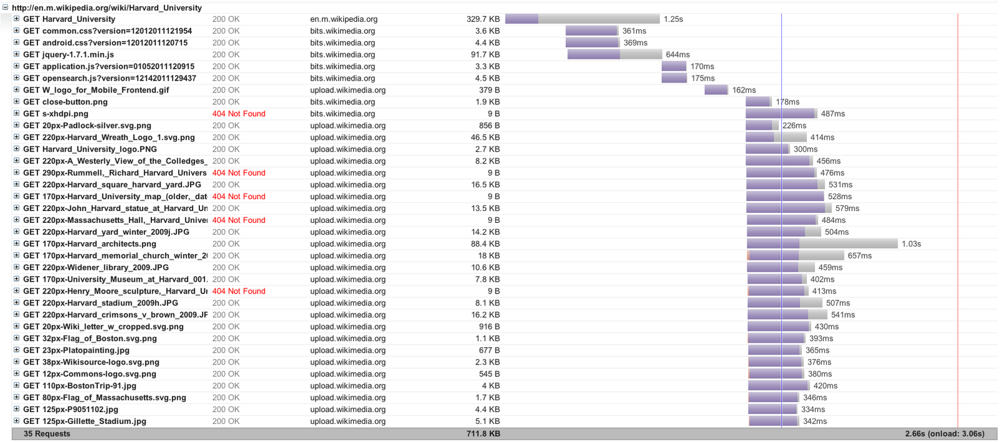 http://en.m.wikipedia.org/wiki/Harvard_University
GET Harvard_University 200 OK en.m.wikipedia.org 329.7 KB 1.25s
GET common.css?version=12012011121954 200 OK bits.wikimedia.org 3.6 KB 361ms
GET android.css?version=12012011120715 200 OK bits.wikimedia.org 4.4 KB 369ms
GET jquery-1.7.1.min.js 200 OK bits.wikimedia.org 91.7 KB 644ms
GET application.js?version=01052011120915 200 OK bits.wikimedia.org 3.3 KB 170ms
GET opensearch.js?version=12142011129437 200 OK bits.wikimedia.org 4.5 KB 175ms
GET W_logo_for_Mobile_Frontend.gif 200 OK upload.wikimedia.org 379 B 162ms
GET close-button.png 200 OK bits.wikimedia.org 1.9 KB 178ms
GET s-xhdpi.png 404 Not Found bits.wikimedia.org 9 B 487ms
GET 20px-Padlock-silver.svg.png 200 OK upload.wikimedia.org 856 B 226ms
GET 220px-Harvard_Wreath_Logo_1.svg.png 200 OK upload.wikimedia.org 46.5 KB 414ms
GET Harvard_University_logo.PNG 200 OK upload.wikimedia.org 2.7 KB 300ms
GET 220px-A_Westerly_View_of_the_Colledges_ 200 OK upload.wikimedia.org 8.2 KB 456ms
GET 290px-Rummell,_Richard_Harvard_Univers 404 Not Found upload.wikimedia.org 9 B 476ms
GET 220px-Harvard_square_harvard_yard.JPG 200 OK upload.wikimedia.org 16.5 KB 531ms
GET 170px-Harvard_University_map_(older,_dat 404 Not Found upload.wikimedia.org 9 B 528ms
GET 220px-John_Harvard_statue_at_Harvard_Un 200 OK upload.wikimedia.org 13.5 KB 579ms
GET 220px-Massachusetts_Hall,_Harvard_Univer 404 Not Found upload.wikimedia.org 9 B 484ms
GET 220px-Harvard_yard_winter_2009j.JPG 200 OK upload.wikimedia.org 14.2 KB 504ms
GET 170px-Harvard_architects.png 200 OK upload.wikimedia.org 88.4 KB 1.03s
GET 170px-Harvard_memorial_church_winter_20 200 OK upload.wikimedia.org 18 KB 657ms
GET 220px-Widener_library_2009.JPG 200 OK upload.wikimedia.org 10.6 KB 459ms
GET 170px-University_Museum_at_Harvard_001. 200 OK upload.wikimedia.org 7.8 KB 402ms
GET 220px-Henry_Moore_sculpture,_Harvard_Un 404 Not Found upload.wikimedia.org 9 B 413ms
GET 220px-Harvard_stadium_2009h.JPG 200 OK upload.wikimedia.org 8.1 KB 507ms
GET 220px-Harvard_crimsons_v_brown_2009.JP 200 OK upload.wikimedia.org 16.2 KB 541ms
GET 20px-Wiki_letter_w_cropped.svg.png 200 OK upload.wikimedia.org 916 B 430ms
GET 32px-Flag_of_Boston.svg.png 200 OK upload.wikimedia.org 1.1 KB 393ms
GET 23px-Platopainting.jpg 200 OK upload.wikimedia.org 677 B 365ms
GET 38px-Wikisource-logo.svg.png 200 OK upload.wikimedia.org 2.3 KB 376ms
GET 12px-Commons-logo.svg.png 200 OK upload.wikimedia.org 545 B 380ms
GET 110px-BostonTrip-91.jpg 200 OK upload.wikimedia.org 4 KB 420ms
GET 80px-Flag_of_Massachusetts.svg.png 200 OK upload.wikimedia.org 1.7 KB 346ms
GET 125px-P9051102.jpg 200 OK upload.wikimedia.org 4.4 KB 334ms
GET 125px-Gillette_Stadium.jpg 200 OK upload.wikimedia.org 5.1 KB 342ms
35 Requests 711.8 KB 2.66s (onload: 3.06s)